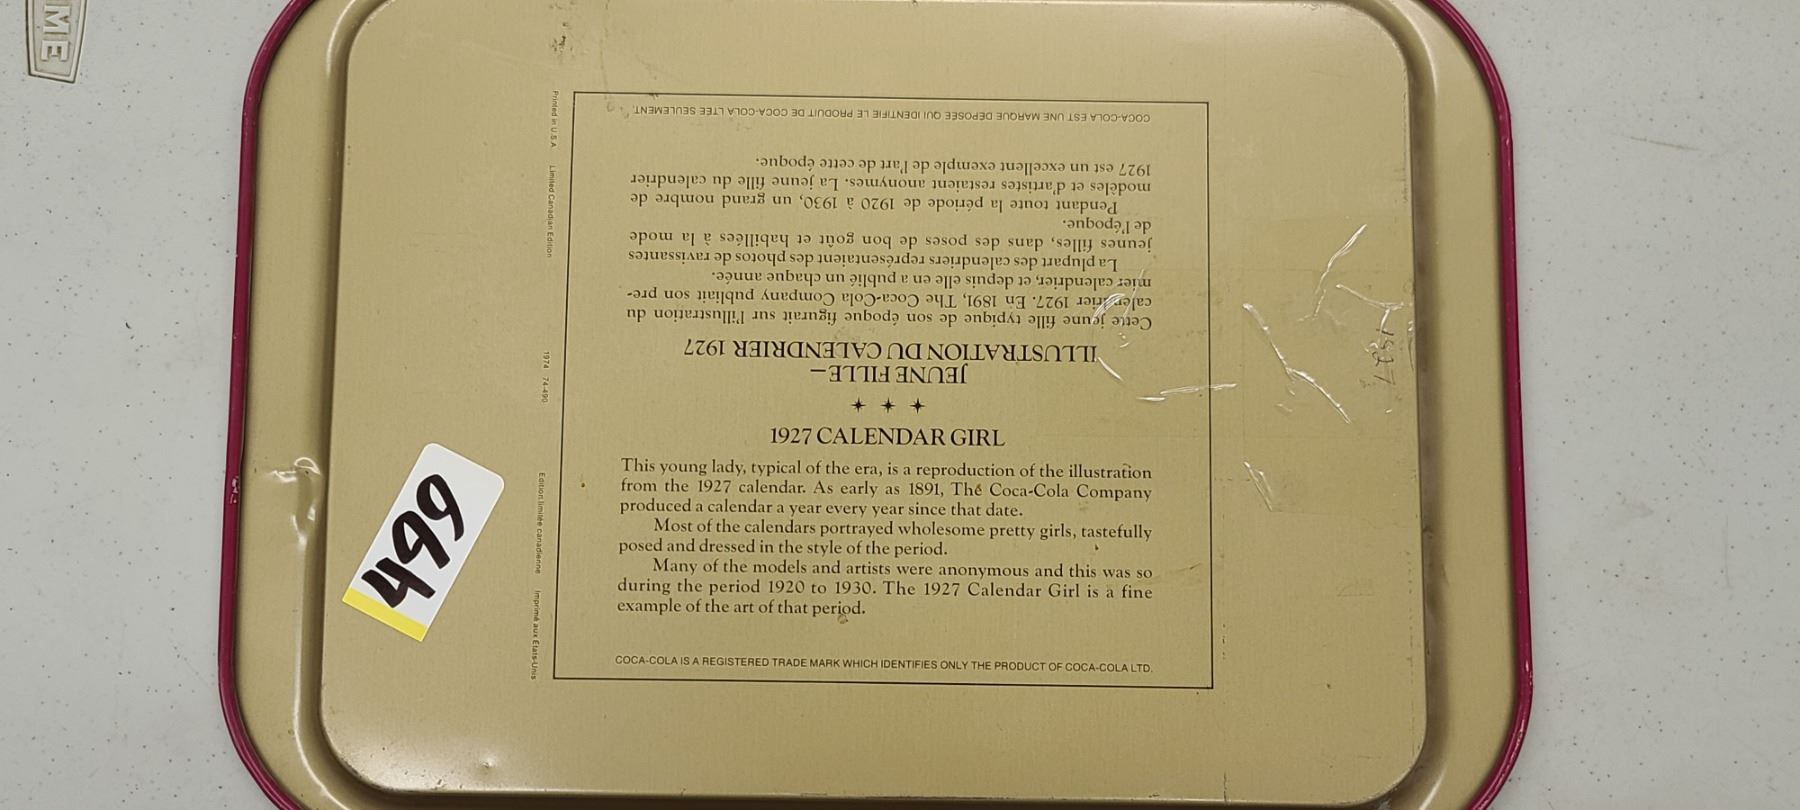 1927 CALENDAR GIRL
This young lady, typical of the era, is a reproduction of the illustration
from the 1927 calendar. As early as 1891, The Coca-Cola Company
produced a calendar a year every year since that date.
Most of the calendars portrayed wholesome pretty girls, tastefully
posed and dressed in the style of the period.
Many of the models and artists were anonymous and this was so
during the period 1920 to 1930. The 1927 Calendar Girl is a fine
example of the art of that period.
COCA-COLA IS A REGISTERED TRADE MARK WHICH IDENTIFIES ONLY THE PRODUCT OF COCA-COLA LTD.
JEUNE FILLE–
ILLUSTRATION DU CALENDRIER 1927
Cette jeune fille typique de son époque figurait sur l'illustration du
calendrier 1927. En 1891, The Coca-Cola Company publiait son pre-
mier calendrier, et depuis elle en a publié un chaque année.
La plupart des calendriers représentaient des photos de ravissantes
jeunes filles, dans des poses de bon goût et habillées à la mode
de l'époque.
Pendant toute la période de 1920 à 1930, un grand nombre de
modèles et d'artistes restaient anonymes. La jeune fille du calendrier
1927 est un excellent exemple de l'art de cette époque.
COCA-COLA EST UNE MARQUE DÉPOSÉE QUI IDENTIFIE LE PRODUIT DE COCA-COLA LTÉE SEULEMENT.
Printed in U.S.A. Limited Canadian Edition 1974 74-490 Edition limitée canadienne Imprimé aux Etats-Unis
499
ME